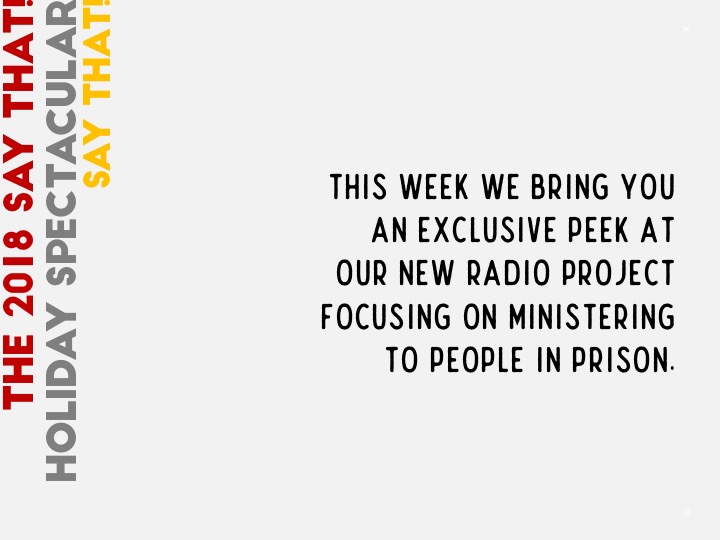 THE 2018 SAY THAT!
HOLIDAY SPECTACULAR
SAY THAT!
THIS WEEK WE BRING YOU
AN EXCLUSIVE PEEK AT
OUR NEW RADIO PROJECT
FOCUSING ON MINISTERING
TO PEOPLE IN PRISON.